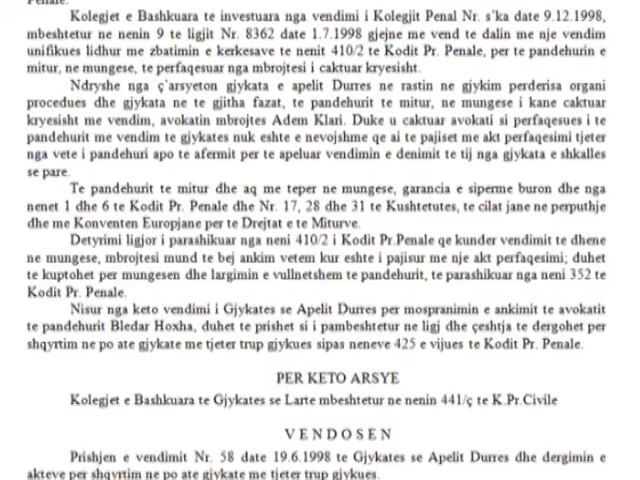 Penale.
Kolegjet e Bashkuara te investuara nga vendimi i Kolegjit Penal Nr. s'ka date 9.12.1998,
mbeshtetur ne nenin 9 te ligjit Nr. 8362 date 1.7.1998 gjejne me vend te dalim me nje vendim
unifikues lidhur me zbatimin e kerkesave te nenit 410/2 te Kodit Pr. Penale, per te pandehurin e
mitur, ne mungese, te perfaqesuar nga mbrojtesi i caktuar kryesisht.
Ndryshe nga ç'arsyeton gjykata e apelit Durres ne rastin ne gjykim perderisa organi
procedues dhe gjykata ne te gjitha fazat, te pandehurit te mitur, ne mungese i kane caktuar
kryesisht me vendim, avokatin mbrojtes Adem Klari. Duke u caktuar avokati si perfaqesues i te
pandehurit me vendim te gjykates nuk eshte e nevojshme qe ai te pajiset me akt perfaqesimi tjeter
nga vete i pandehuri apo te afermit per te apeluar vendimin e denimit te tij nga gjykata e shkalles
se pare.
Te pandehurit te mitur dhe aq me teper ne mungese, garancia e siperme buron dhe nga
nenet 1 dhe 6 te Kodit Pr. Penale dhe Nr. 17, 28 dhe 31 te Kushtetutes, te cilat jane ne perputhje
dhe me Konventen Europjane per te Drejtat e te Miturve.
Detyrimi ligjor i parashikuar nga neni 410/2 i Kodit Pr.Penale qe kunder vendimit te dhene
ne mungese, mbrojtesi mund te bej ankim vetem kur eshte i pajisur me nje akt perfaqesimi; duhet
te kuptohet per mungesen dhe largimin e vullnetshem te pandehurit, te parashikuar nga neni 352 te
Kodit Pr. Penale.
Nisur nga keto vendimi i Gjykates se Apelit Durres per mospranimin e ankimit te avokatit
te pandehurit Bledar Hoxha, duhet te prishet si i pambeshtetur ne ligj dhe çeshtja te dergohet per
shqyrtim ne po ate gjykate me tjeter trup gjykues sipas neneve 425 e vijues te Kodit Pr. Penale.
PER KETO ARSYE
Kolegjet e Bashkuara te Gjykates se Larte mbeshtetur ne nenin 441/ç te K.Pr.Civile
V E N D O S E N
Prishjen e vendimit Nr. 58 date 19.6.1998 te Gjykates se Apelit Durres dhe dergimin e
akteve per shqyrtim ne po ate gjykate me tjeter trup gjykues.